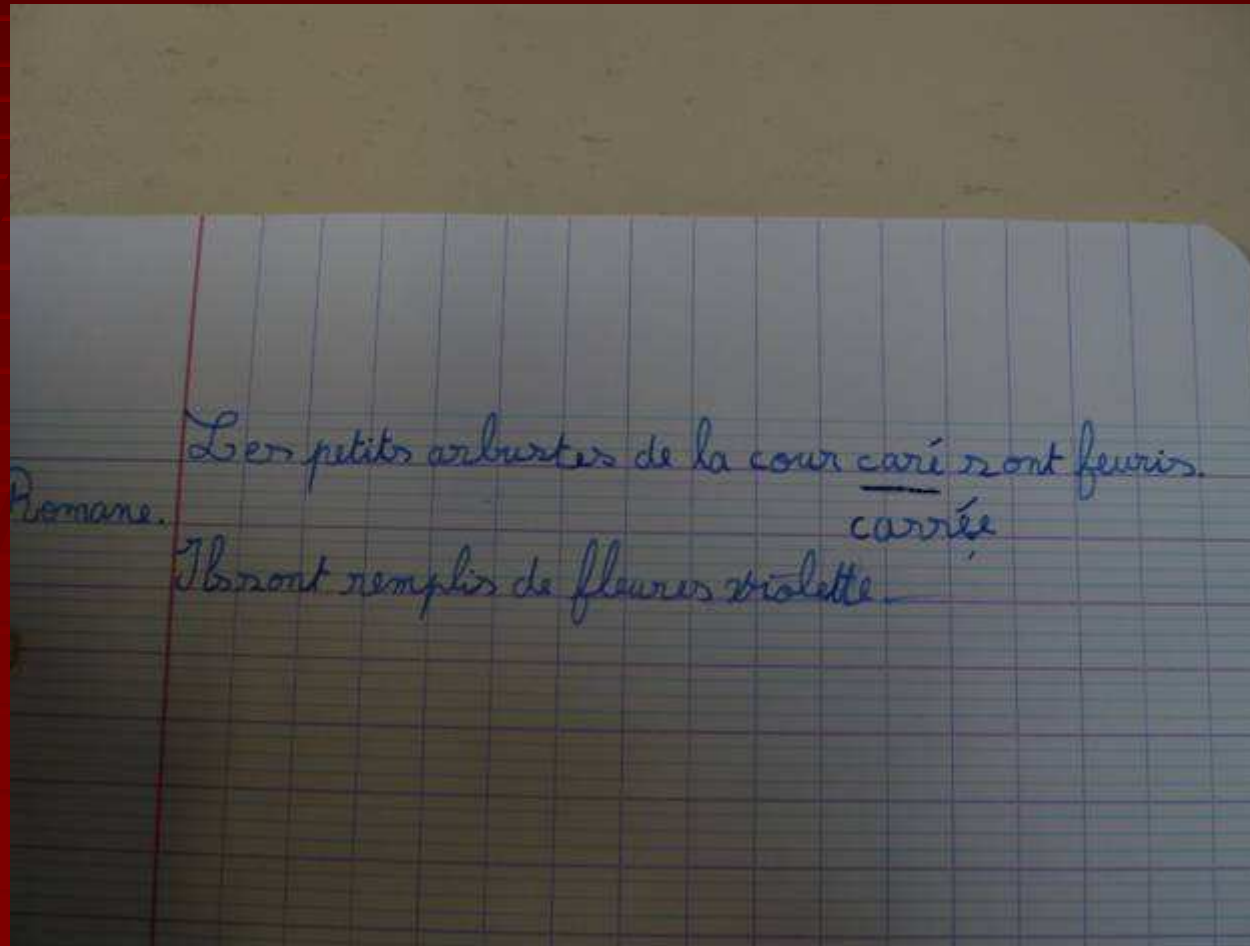 Les petits arbustes de la cour caré sont feuris.
carrée
Romane.
Ils sont remplis de fleures violette.